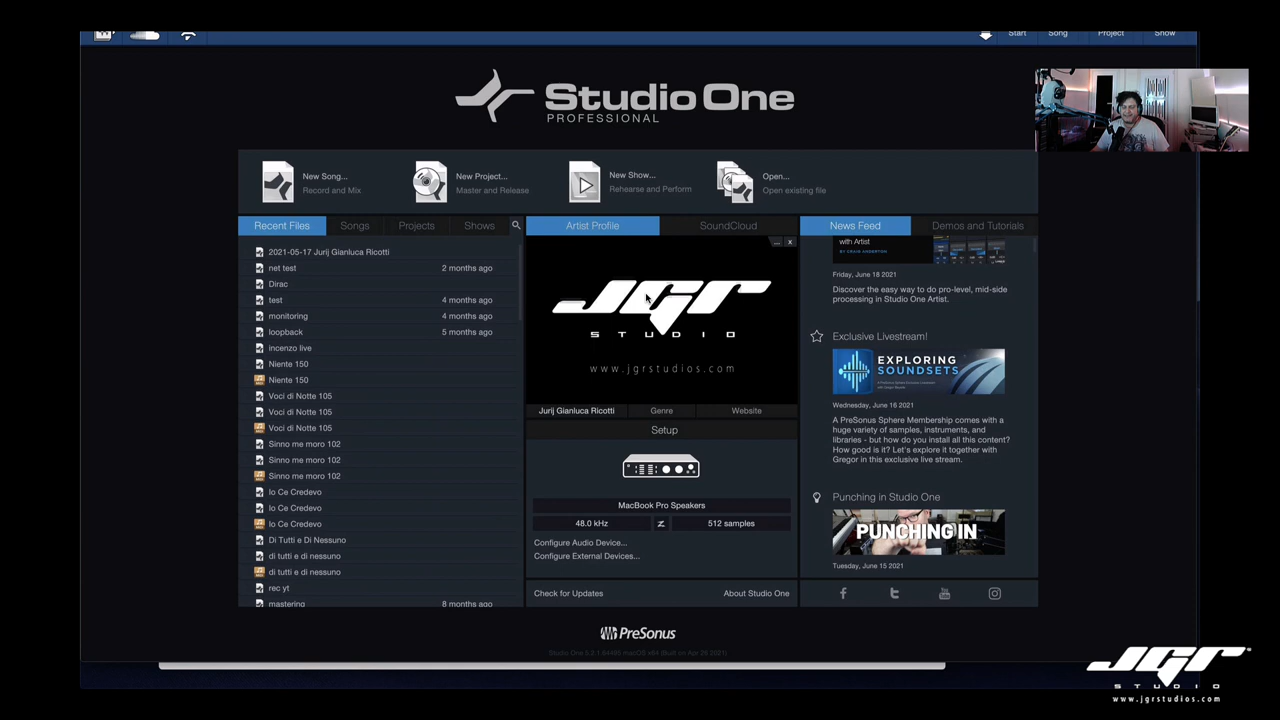 Start Song Project Show
Studio One
PROFESSIONAL
New Song...
Record and Mix
New Project...
Master and Release
New Show...
Rehearse and Perform
Open...
Open existing file
Recent Files Songs Projects Shows
2021-05-17 Jurij Gianluca Ricotti
net test 2 months ago
Dirac
test 4 months ago
monitoring 4 months ago
loopback 5 months ago
incenzo live
Niente 150
Niente 150
Voci di Notte 105
Voci di Notte 105
Voci di Notte 105
Sinno me moro 102
Sinno me moro 102
Sinno me moro 102
Io Ce Credevo
Io Ce Credevo
Io Ce Credevo
Di Tutti e Di Nessuno
di tutti e di nessuno
di tutti e di nessuno
rec yt
mastering 8 months ago
Artist Profile SoundCloud
... x
JGR
STUDIO
www.jgrstudios.com
Jurij Gianluca Ricotti Genre Website
Setup
MacBook Pro Speakers
48.0 kHz Z 512 samples
Configure Audio Device...
Configure External Devices...
Check for Updates About Studio One
News Feed Demos and Tutorials
with Artist
BY CRAIG ANDERTON
Friday, June 18 2021
Discover the easy way to do pro-level, mid-side
processing in Studio One Artist.
Exclusive Livestream!
EXPLORING
SOUNDSETS
Wednesday, June 16 2021
A PreSonus Sphere Membership comes with a
huge variety of samples, instruments, and
libraries - but how do you install all this content?
How good is it? Let's explore it together with
Gregor in this exclusive live stream.
Punching in Studio One
PUNCHING IN
Tuesday, June 15 2021
PreSonus
JGR
STUDIO
www.jgrstudios.com